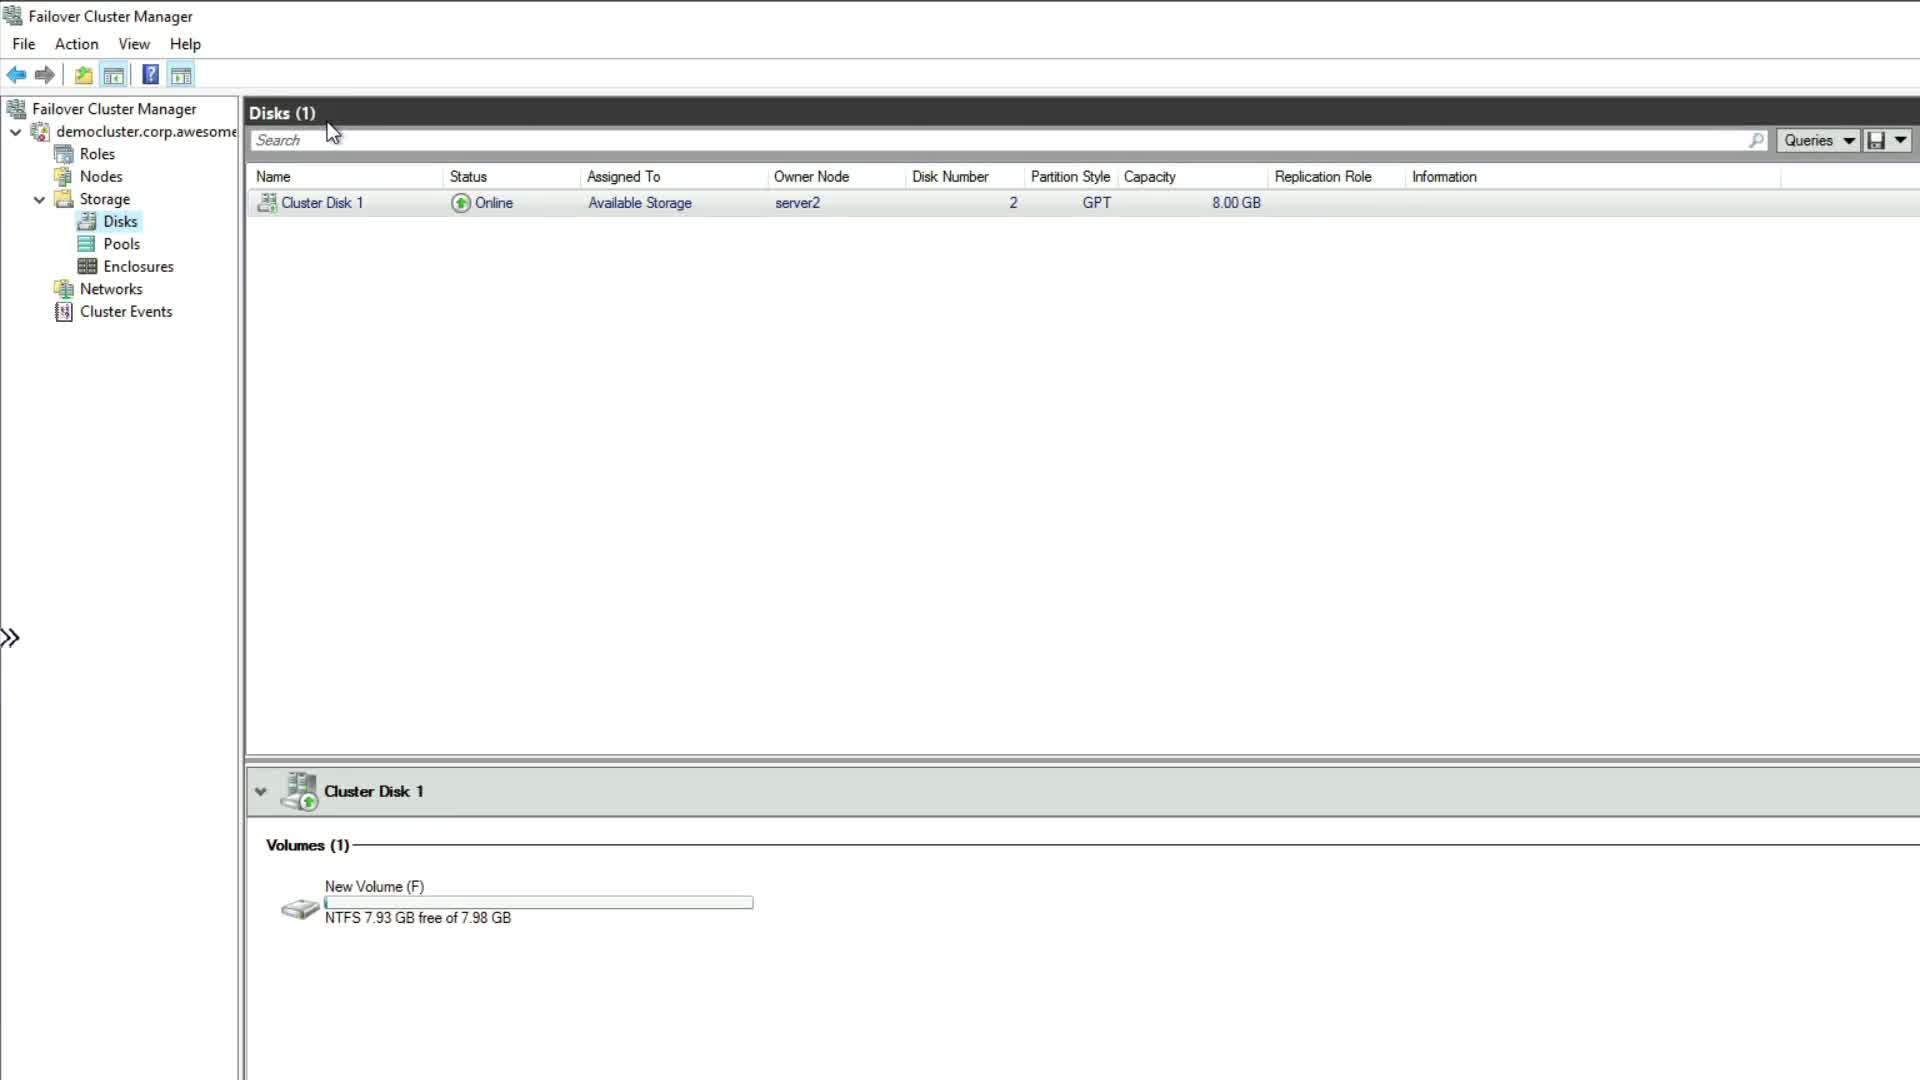 Failover Cluster Manager
File Action View Help
Failover Cluster Manager
democluster.corp.awesome
Roles
Nodes
Storage
Disks
Pools
Enclosures
Networks
Cluster Events
Disks (1)
Search
Queries
Name Status Assigned To Owner Node Disk Number Partition Style Capacity Replication Role Information
Cluster Disk 1 Online Available Storage server2 2 GPT 8.00 GB
Cluster Disk 1
Volumes (1)
New Volume (F)
NTFS 7.93 GB free of 7.98 GB